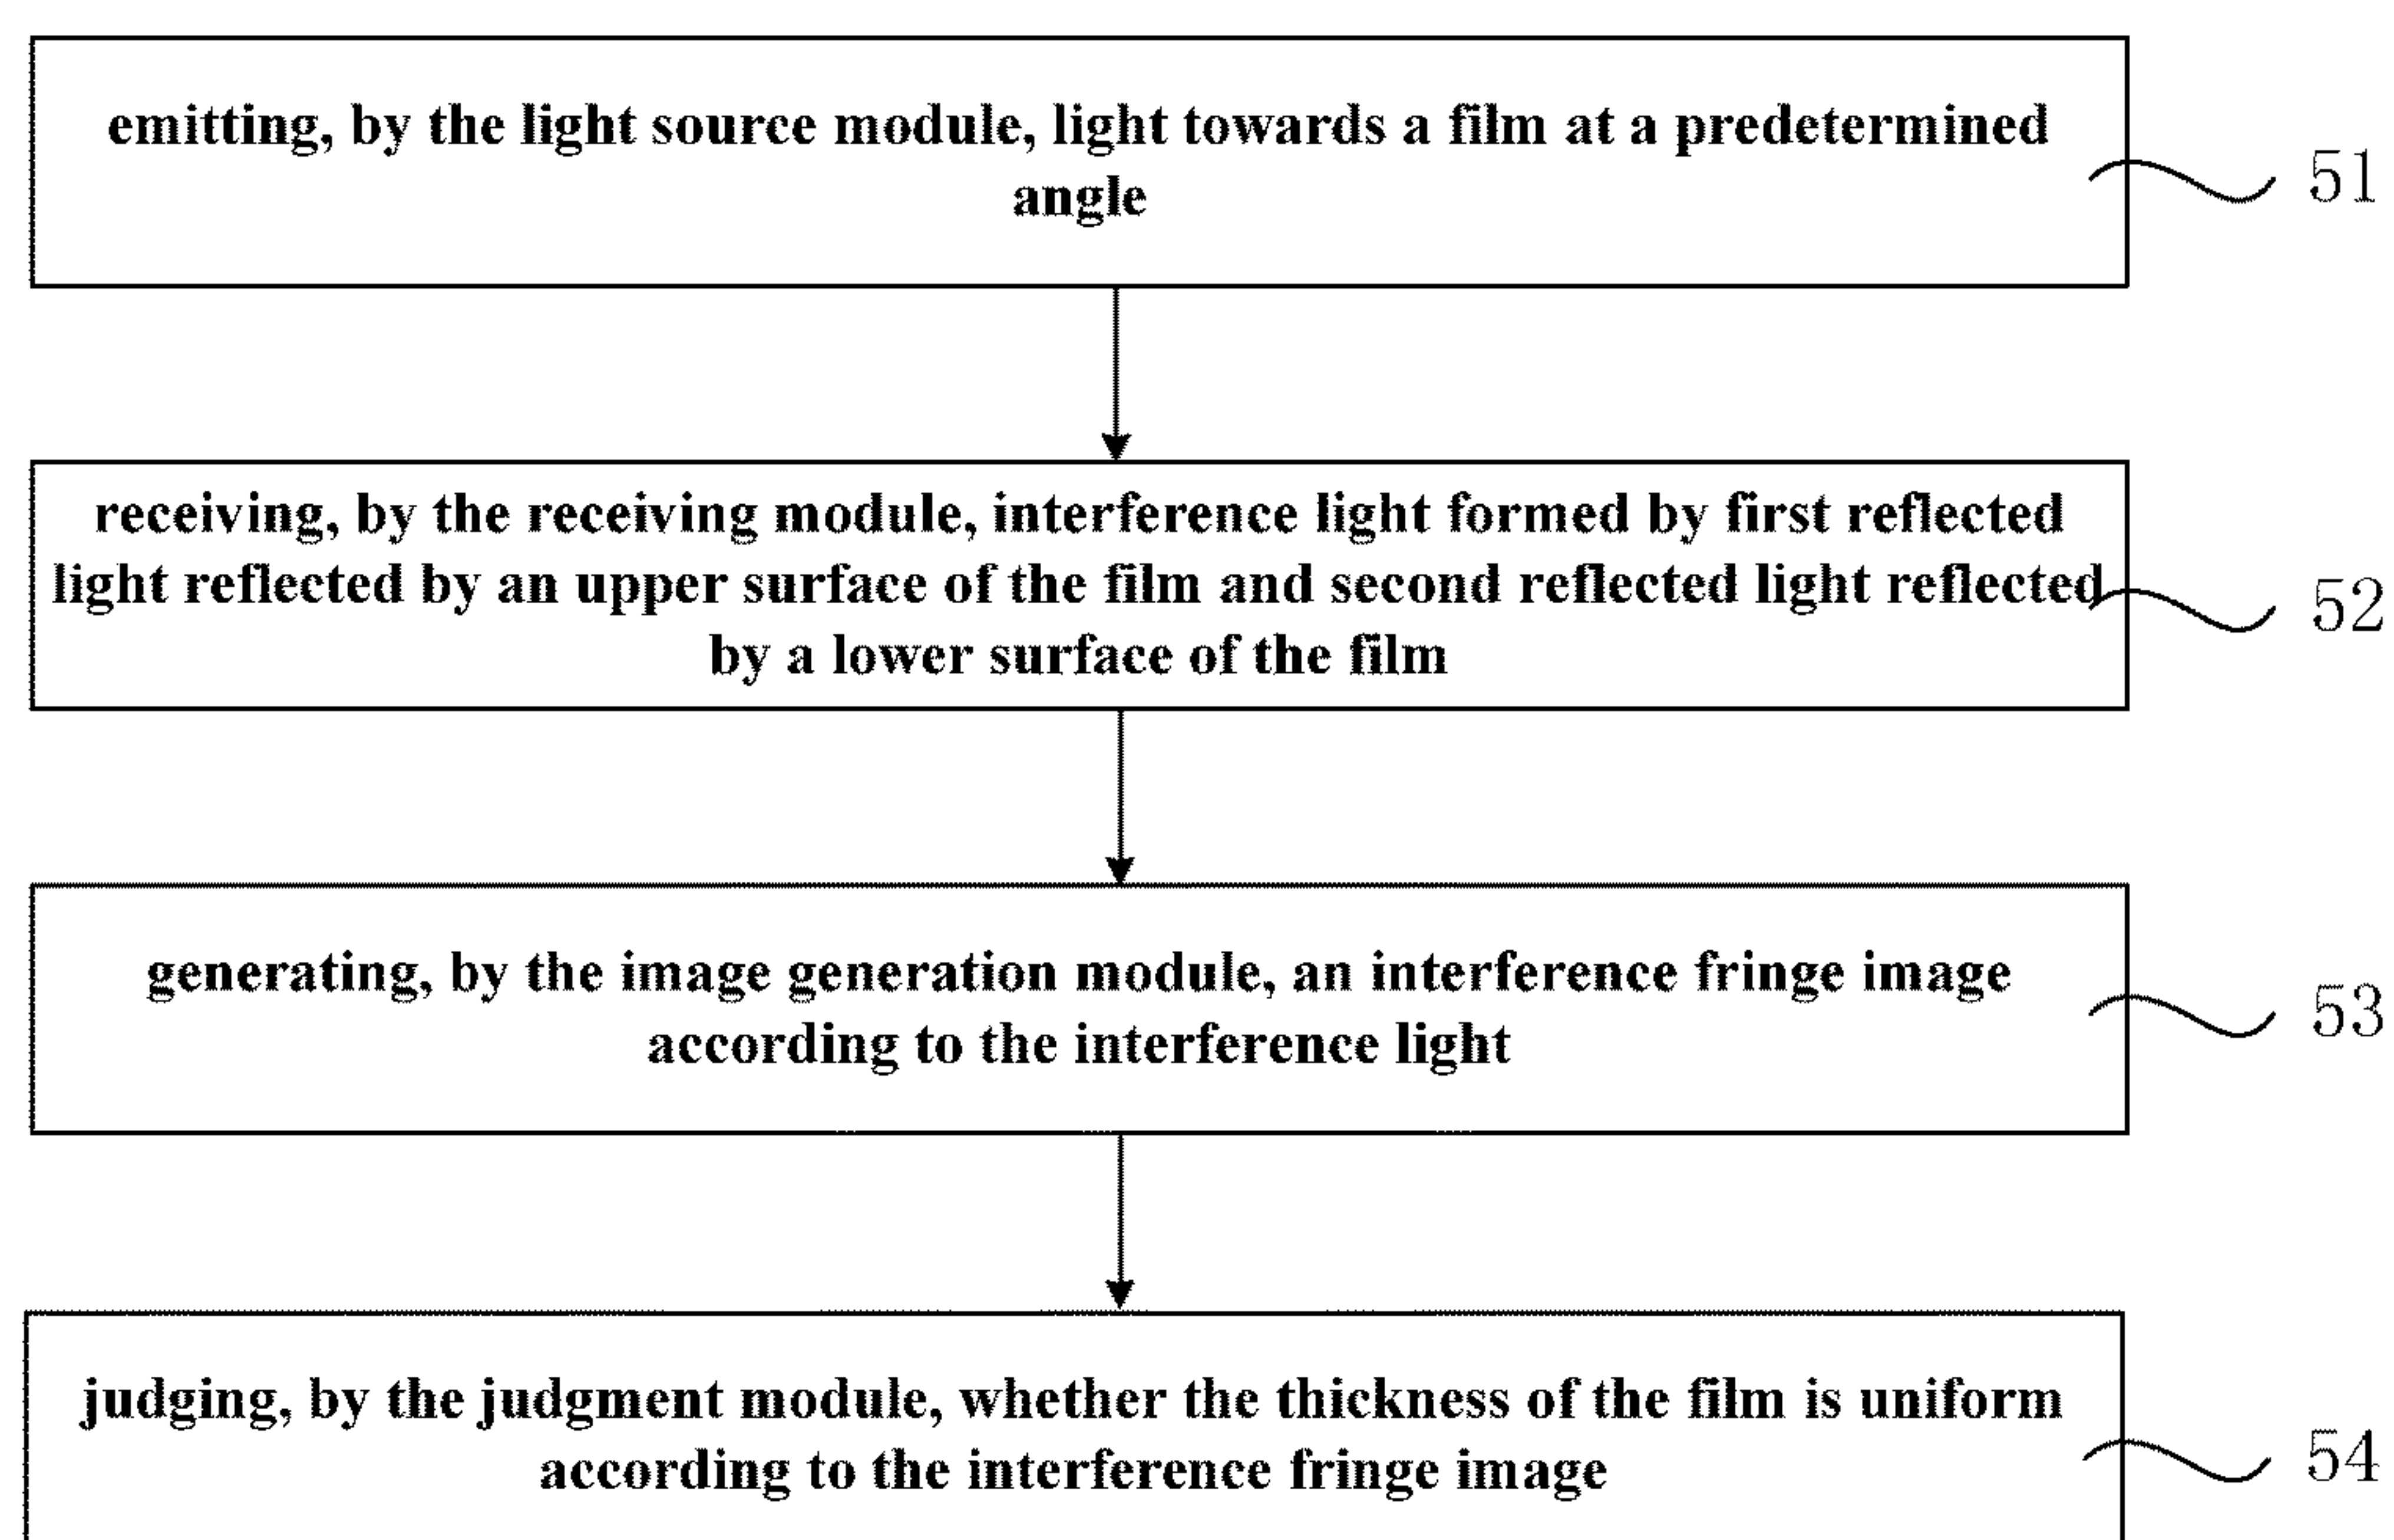 emitting, by the light source module, light towards a film at a predetermined
angle
51
receiving, by the receiving module, interference light formed by first reflected
light reflected by an upper surface of the film and second reflected light reflected
by a lower surface of the film
52
generating, by the image generation module, an interference fringe image
according to the interference light
53
judging, by the judgment module, whether the thickness of the film is uniform
according to the interference fringe image
54